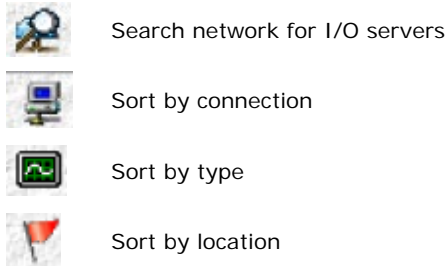 Search network for I/O servers
Sort by connection
Sort by type
Sort by location